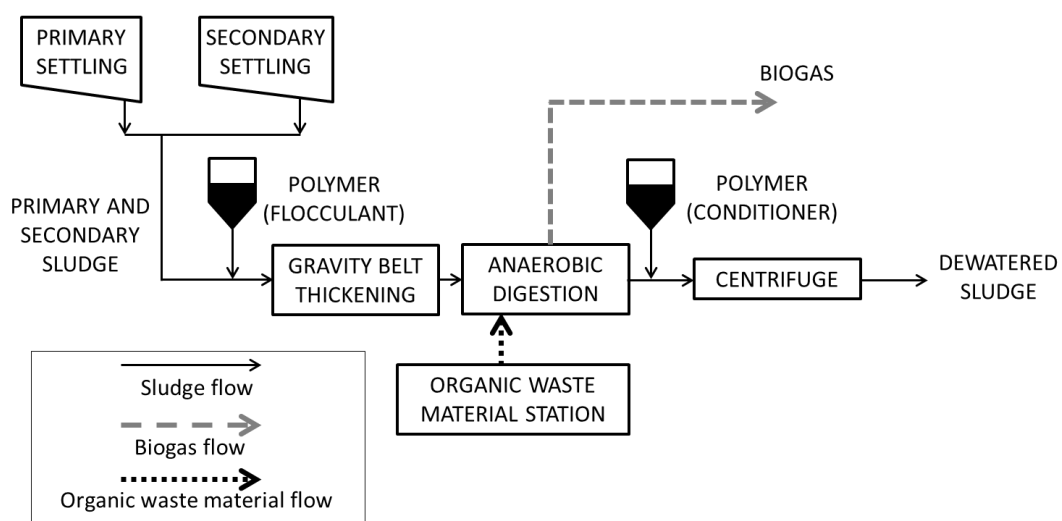 PRIMARY
SETTLING
SECONDARY
SETTLING
BIOGAS
PRIMARY AND
SECONDARY
SLUDGE
POLYMER
(FLOCCULANT)
POLYMER
(CONDITIONER)
GRAVITY BELT
THICKENING
ANAEROBIC
DIGESTION
CENTRIFUGE
DEWATERED
SLUDGE
ORGANIC WASTE
MATERIAL STATION
Sludge flow
Biogas flow
Organic waste material flow